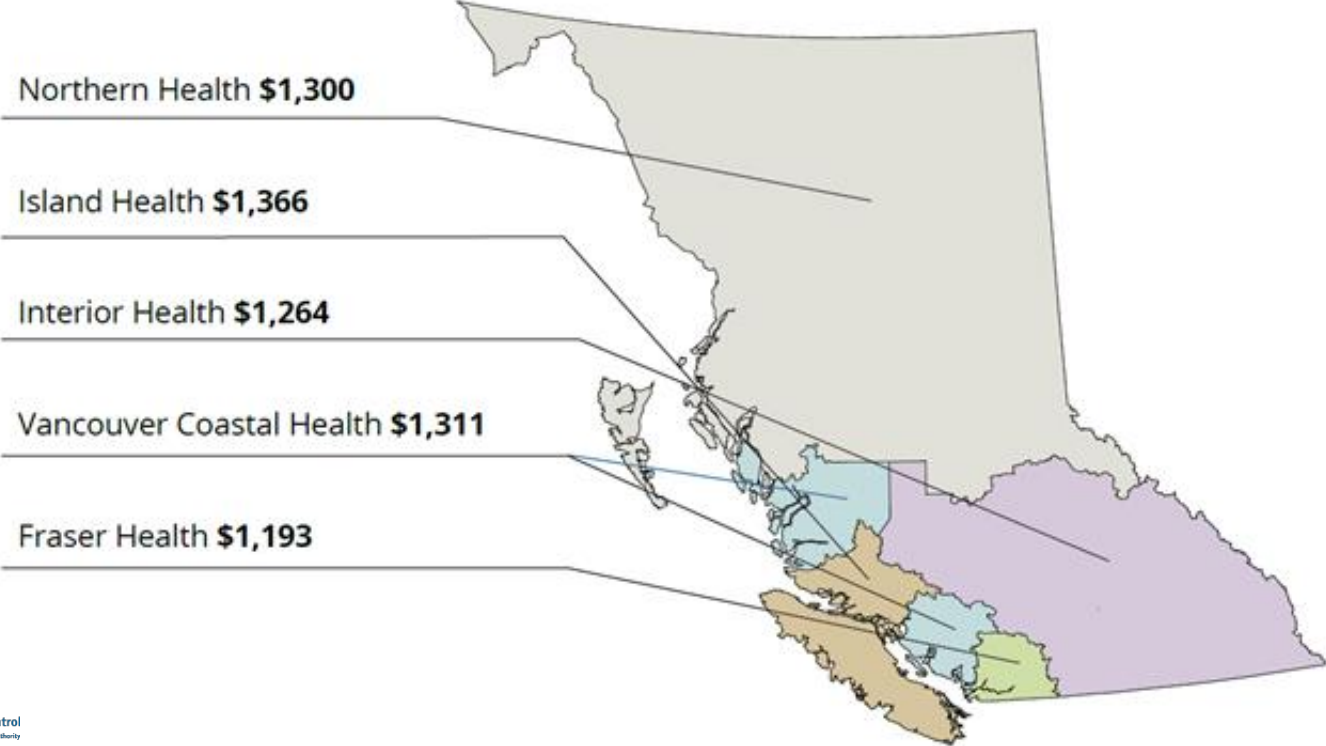 Northern Health $1,300
Island Health $1,366
Interior Health $1,264
Vancouver Coastal Health $1,311
Fraser Health $1,193